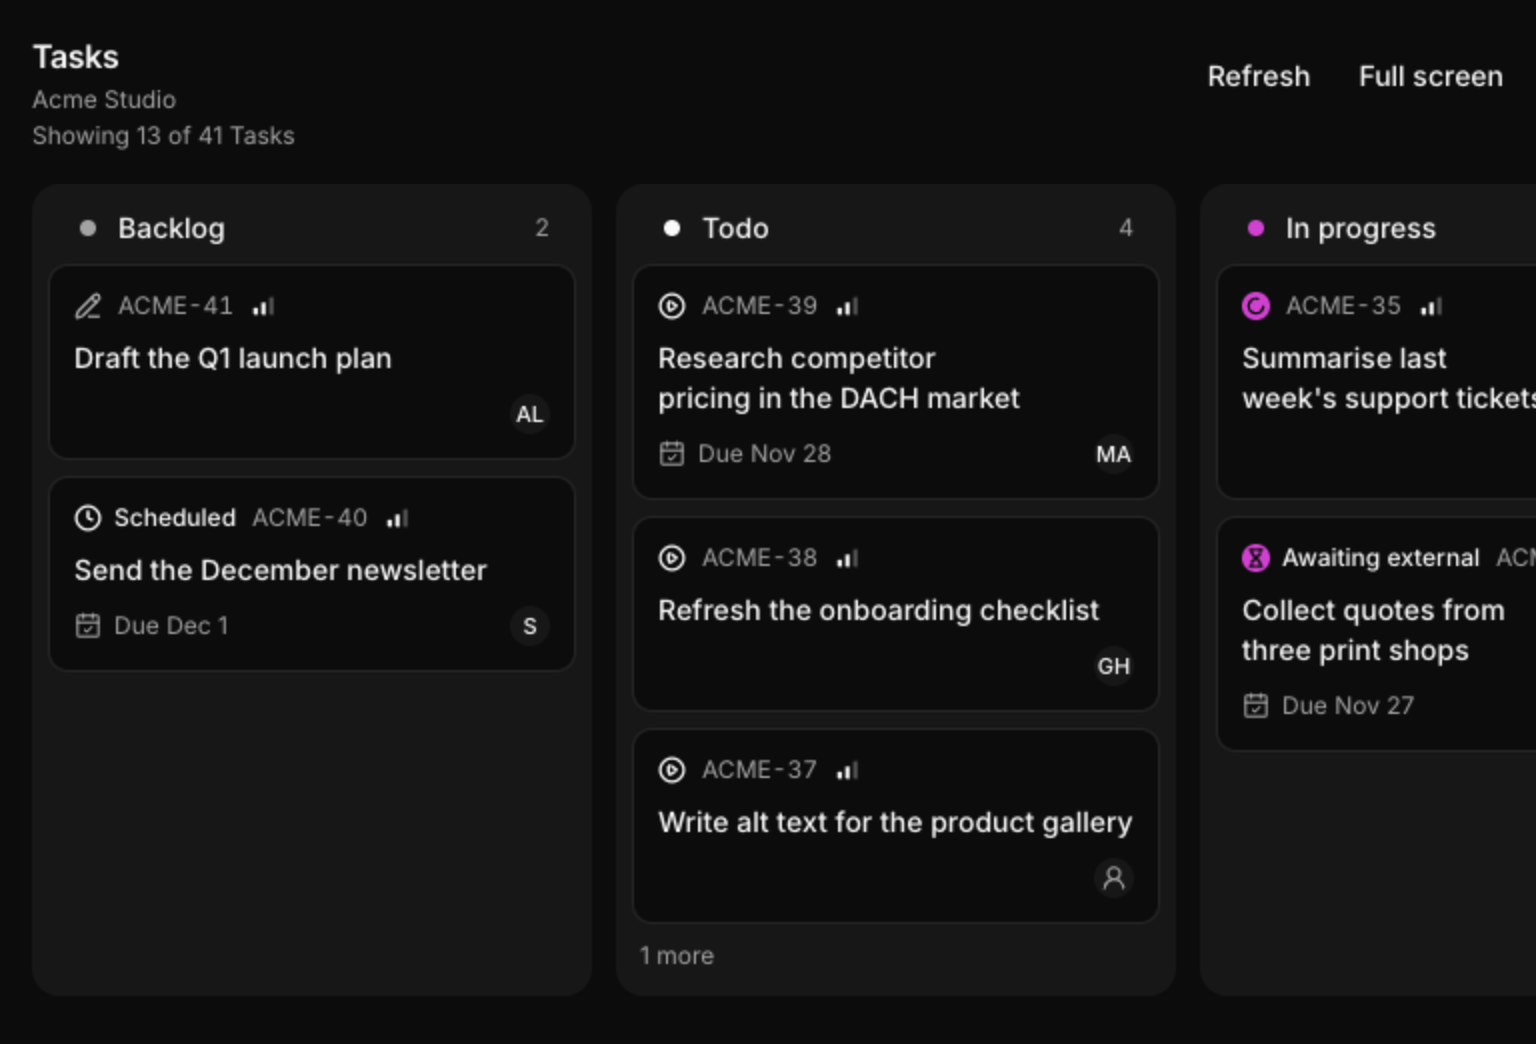 Tasks
Acme Studio
Showing 13 of 41 Tasks
Refresh
Full screen
Backlog
2
ACME-41
Draft the Q1 launch plan
AL
Scheduled ACME-40
Send the December newsletter
Due Dec 1
S
Todo
4
ACME-39
Research competitor
pricing in the DACH market
Due Nov 28
MA
ACME-38
Refresh the onboarding checklist
GH
ACME-37
Write alt text for the product gallery
1 more
In progress
ACME-35
Summarise last
week's support tickets
Awaiting external
Collect quotes from
three print shops
Due Nov 27